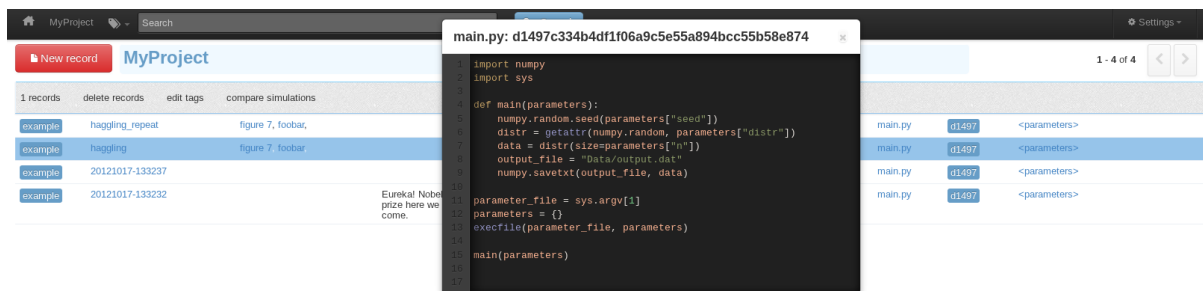 MyProject Search Settings
main.py: d1497c334b4df1f06a9c5e55a894bcc55b58e874 ×
New record MyProject 1 - 4 of 4
1 records delete records edit tags compare simulations
example haggling_repeat figure 7, foobar, main.py d1497 <parameters>
example haggling figure 7 foobar main.py d1497 <parameters>
example 20121017-133237 main.py d1497 <parameters>
example 20121017-133232 Eureka! Nobel main.py d1497 <parameters>
prize here we
come.
1 import numpy
2 import sys
3
4 def main(parameters):
5 numpy.random.seed(parameters["seed"])
6 distr = getattr(numpy.random, parameters["distr"])
7 data = distr(size=parameters["n"])
8 output_file = "Data/output.dat"
9 numpy.savetxt(output_file, data)
10
11 parameter_file = sys.argv[1]
12 parameters = {}
13 execfile(parameter_file, parameters)
14
15 main(parameters)
16
17